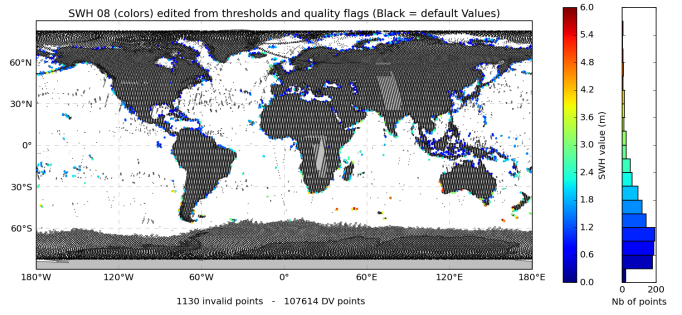 SWH 08 (colors) edited from thresholds and quality flags (Black = default Values)
60°N
30°N
0°
30°S
60°S
180°W
120°W
60°W
0°
60°E
120°E
180°E
1130 invalid points - 107614 DV points
6.0
5.4
4.8
4.2
3.6
3.0
2.4
1.8
1.2
0.6
0.0
SWH value (m)
0
200
Nb of points